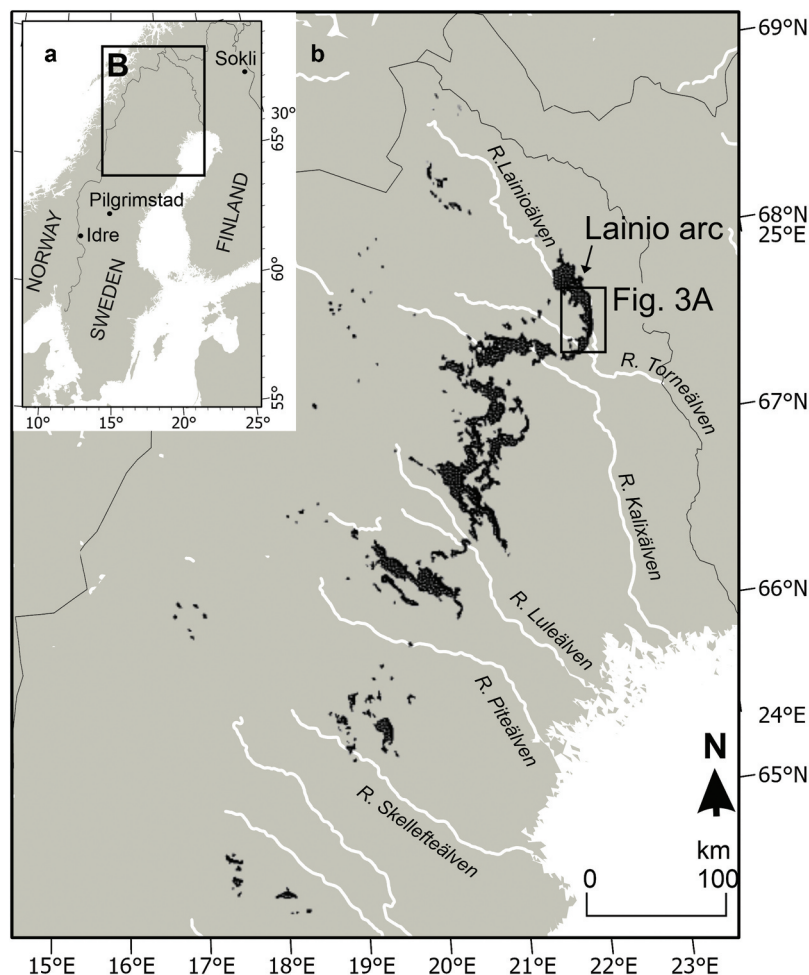 a
B
Sokli
30°
65°
Pilgrimstad
Idre
NORWAY
SWEDEN
FINLAND
60°
55°
10°
15°
20°
25°
b
69°N
R.Lainioälven
68°N
25°E
Lainio arc
Fig. 3A
R. Torneälven
67°N
R. Kalixälven
66°N
R. Luleälven
R. Piteälven
24°E
65°N
R. Skellefteälven
N
km
0
100
15°E
16°E
17°E
18°E
19°E
20°E
21°E
22°E
23°E